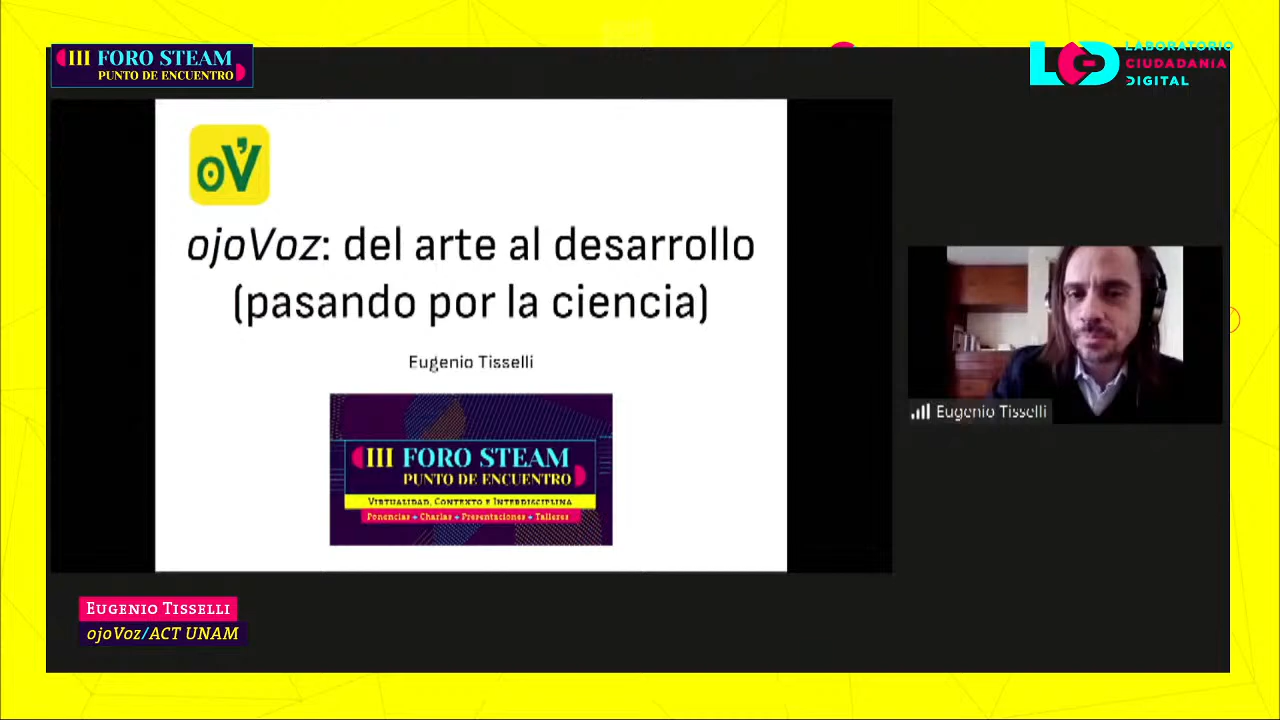 III FORO STEAM
PUNTO DE ENCUENTRO
LCD
LABORATORIO
CIUDADANÍA
DIGITAL
oV
ojoVoz: del arte al desarrollo
(pasando por la ciencia)
Eugenio Tisselli
III FORO STEAM
PUNTO DE ENCUENTRO
VIRTUALIDAD, CONTEXTO E INTERDISCIPLINA
Ponencias + Charlas + Presentaciones + Talleres
Eugenio Tisselli
EUGENIO TISSELLI
ojoVoz/ACT UNAM